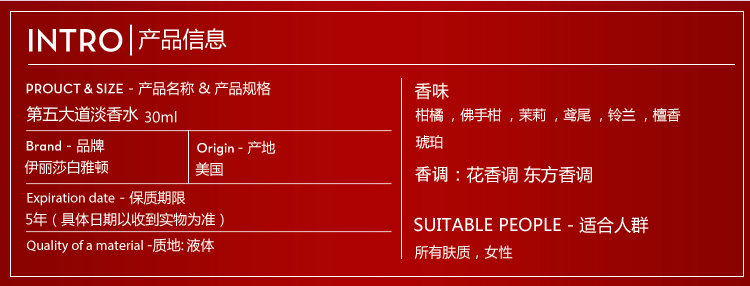 INTRO|产品信息
PROUCT & SIZE - 产品名称 & 产品规格
第五大道淡香水 30ml
Brand - 品牌
伊丽莎白雅顿
Origin - 产地
美国
Expiration date - 保质期限
5年（具体日期以收到实物为准）
Quality of a material -质地: 液体
香味
柑橘，佛手柑，茉莉，鸢尾，铃兰，檀香
琥珀
香调：花香调 东方香调
SUITABLE PEOPLE - 适合人群
所有肤质，女性